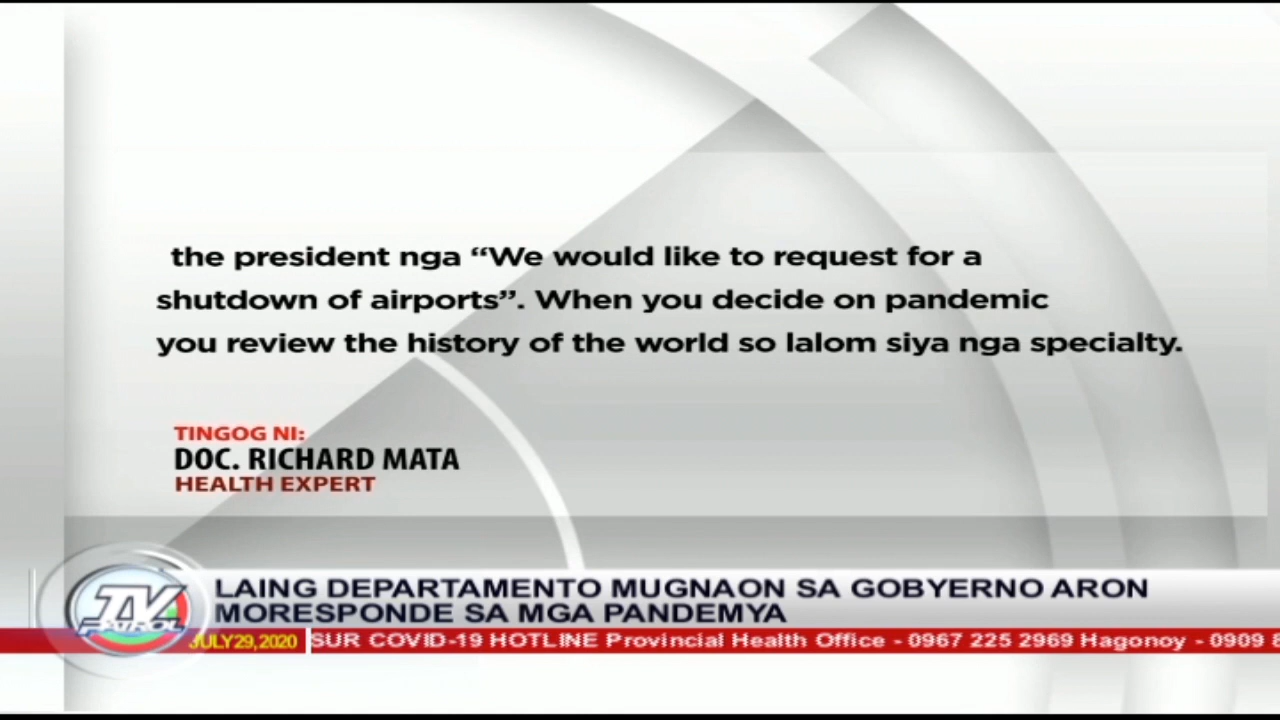 the president nga “We would like to request for a
shutdown of airports”. When you decide on pandemic
you review the history of the world so lalom siya nga specialty.
TINGOG NI:
DOC. RICHARD MATA
HEALTH EXPERT
LAING DEPARTAMENTO MUGNAON SA GOBYERNO ARON
MORESPONDE SA MGA PANDEMYA
TV
PATROL
JULY 29, 2020
SUR COVID-19 HOTLINE Provincial Health Office - 0967 225 2969 Hagonoy - 0909